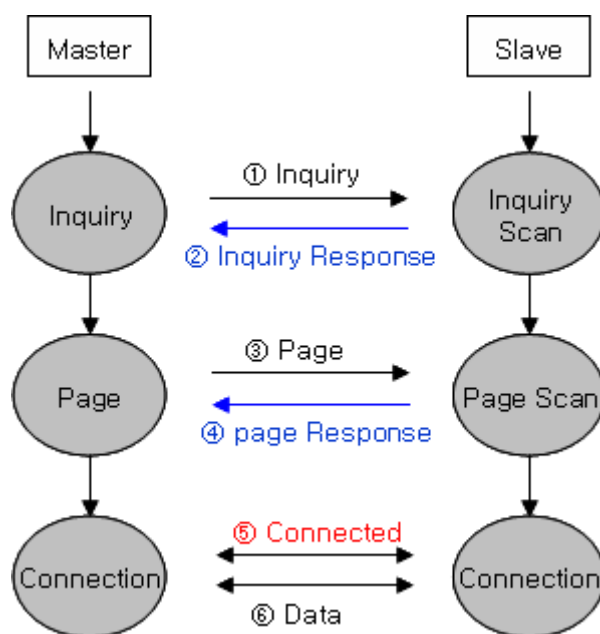 Master
Slave
① Inquiry
Inquiry
Inquiry
Scan
② Inquiry Response
③ Page
Page
Page Scan
④ page Response
⑤ Connected
Connection
Connection
⑥ Data